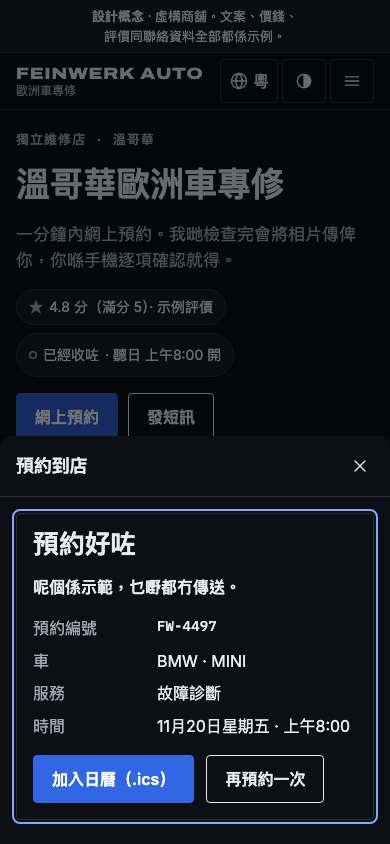 設計概念 · 虛構商舖。文案、價錢、
評價同聯絡資料全部都係示例。
FEINWERK AUTO
歐洲車專修
粵
獨立維修店 · 溫哥華
溫哥華歐洲車專修
一分鐘內網上預約。我哋檢查完會將相片傳俾
你，你喺手機逐項確認就得。
★ 4.8 分（滿分 5）· 示例評價
已經收咗 · 聽日 上午8:00 開
網上預約
發短訊
預約到店
預約好咗
呢個係示範，乜嘢都冇傳送。
預約編號 FW-4497
車 BMW · MINI
服務 故障診斷
時間 11月20日星期五 · 上午8:00
加入日曆（.ics）
再預約一次